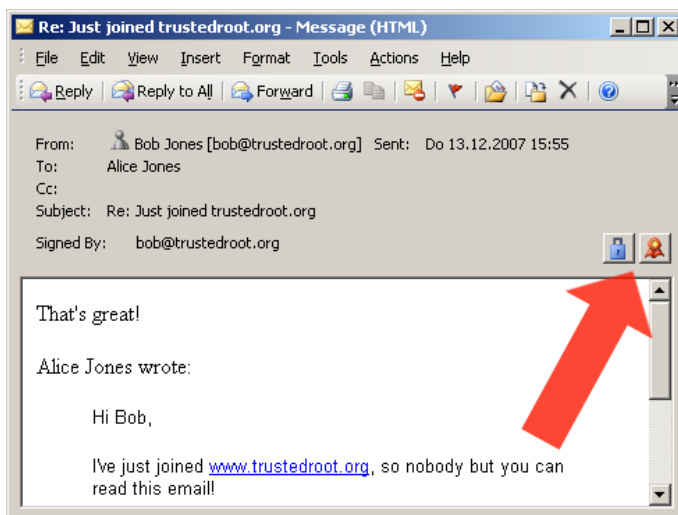 Re: Just joined trustedroot.org - Message (HTML)
File Edit View Insert Format Tools Actions Help
Reply Reply to All Forward
From: Bob Jones [bob@trustedroot.org] Sent: Do 13.12.2007 15:55
To: Alice Jones
Cc:
Subject: Re: Just joined trustedroot.org
Signed By: bob@trustedroot.org
That's great!
Alice Jones wrote:
Hi Bob,
I've just joined www.trustedroot.org, so nobody but you can
read this email!